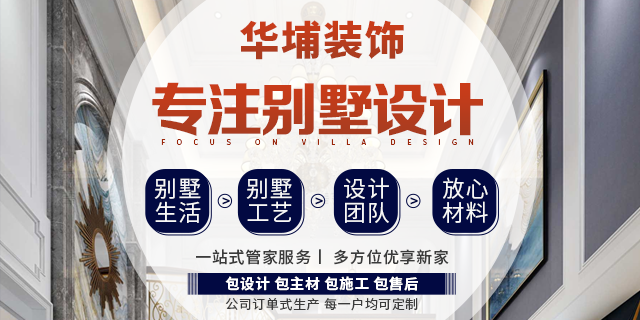 华埔装饰
专注别墅设计
FOCUS ON VILLA DESIGN
别墅生活 > 别墅工艺 > 设计团队 > 放心材料
一站式管家服务丨 多方位优享新家
包设计 包主材 包施工 包售后
公司订单式生产 每一户均可定制